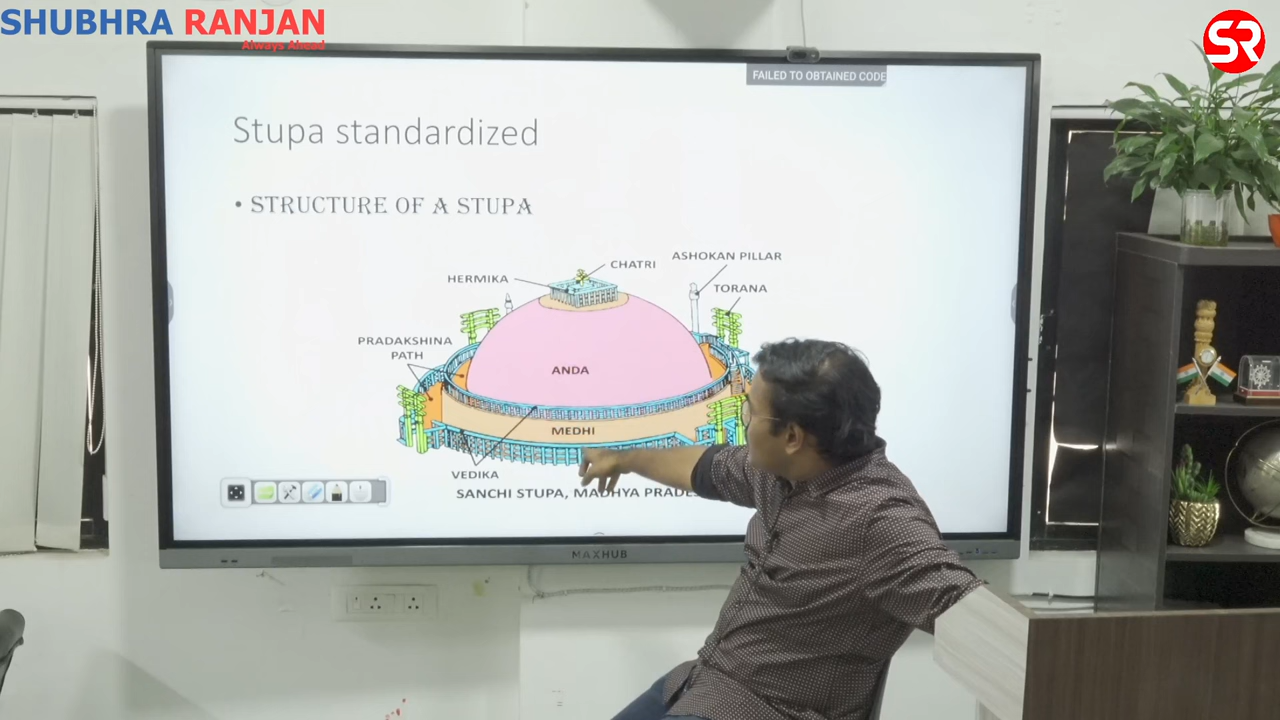 SHUBHRA RANJAN
Always Ahead
SR
FAILED TO OBTAINED CODE
Stupa standardized
• STRUCTURE OF A STUPA
CHATRI
ASHOKAN PILLAR
HERMIKA
TORANA
PRADAKSHINA
PATH
ANDA
MEDHI
VEDIKA
SANCHI STUPA, MADHYA PRADES
MAXHUB